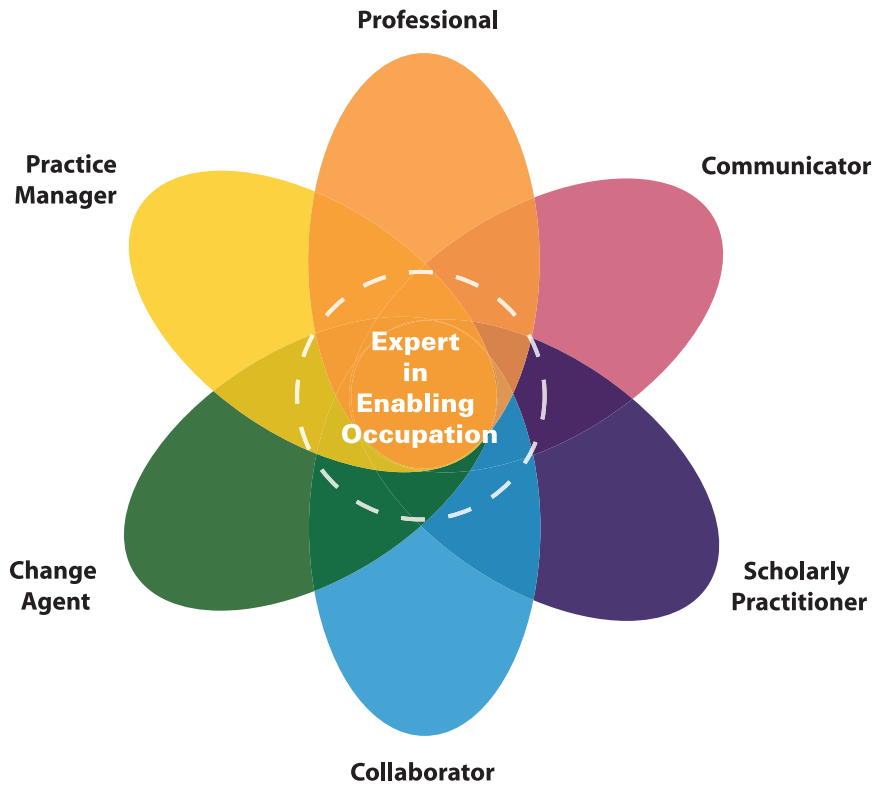 Professional
Practice
Manager
Communicator
Expert
in
Enabling
Occupation
Change
Agent
Scholarly
Practitioner
Collaborator